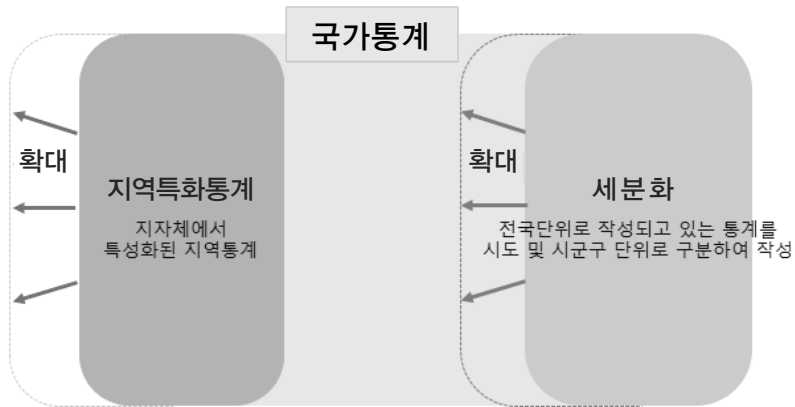 국가통계
확대
지역특화통계
지자체에서
특성화된 지역통계
확대
세분화
전국단위로 작성되고 있는 통계를
시도 및 시군구 단위로 구분하여 작성